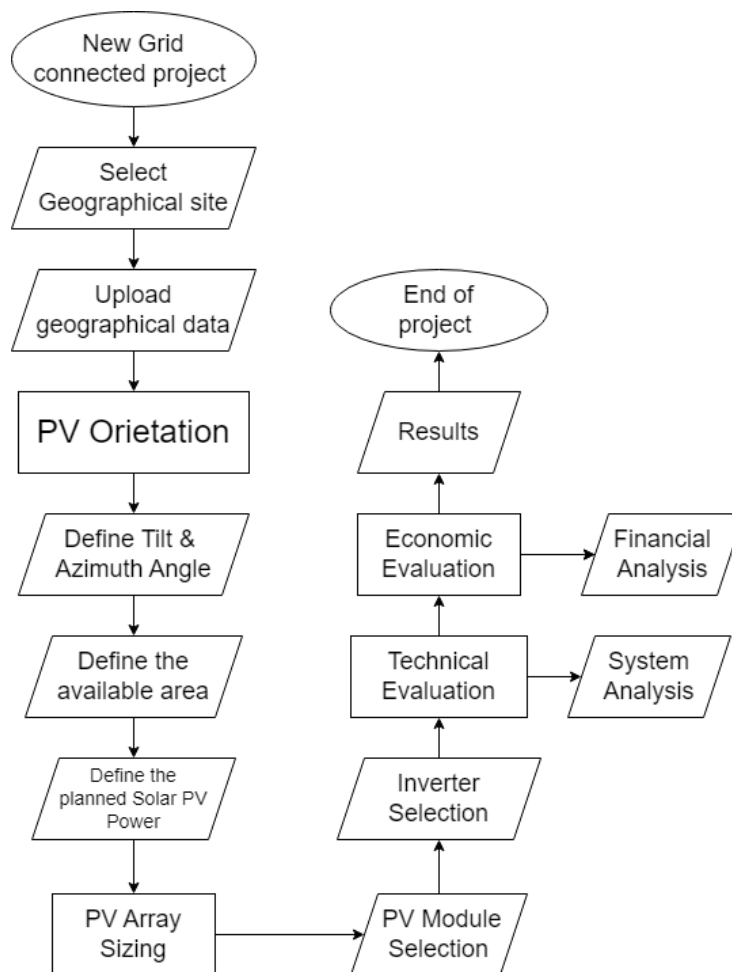 New Grid
connected project
Select
Geographical site
Upload
geographical data
PV Orietation
Define Tilt &
Azimuth Angle
Define the
available area
Define the
planned Solar PV
Power
PV Array
Sizing
PV Module
Selection
Inverter
Selection
Technical
Evaluation
System
Analysis
Economic
Evaluation
Financial
Analysis
Results
End of
project